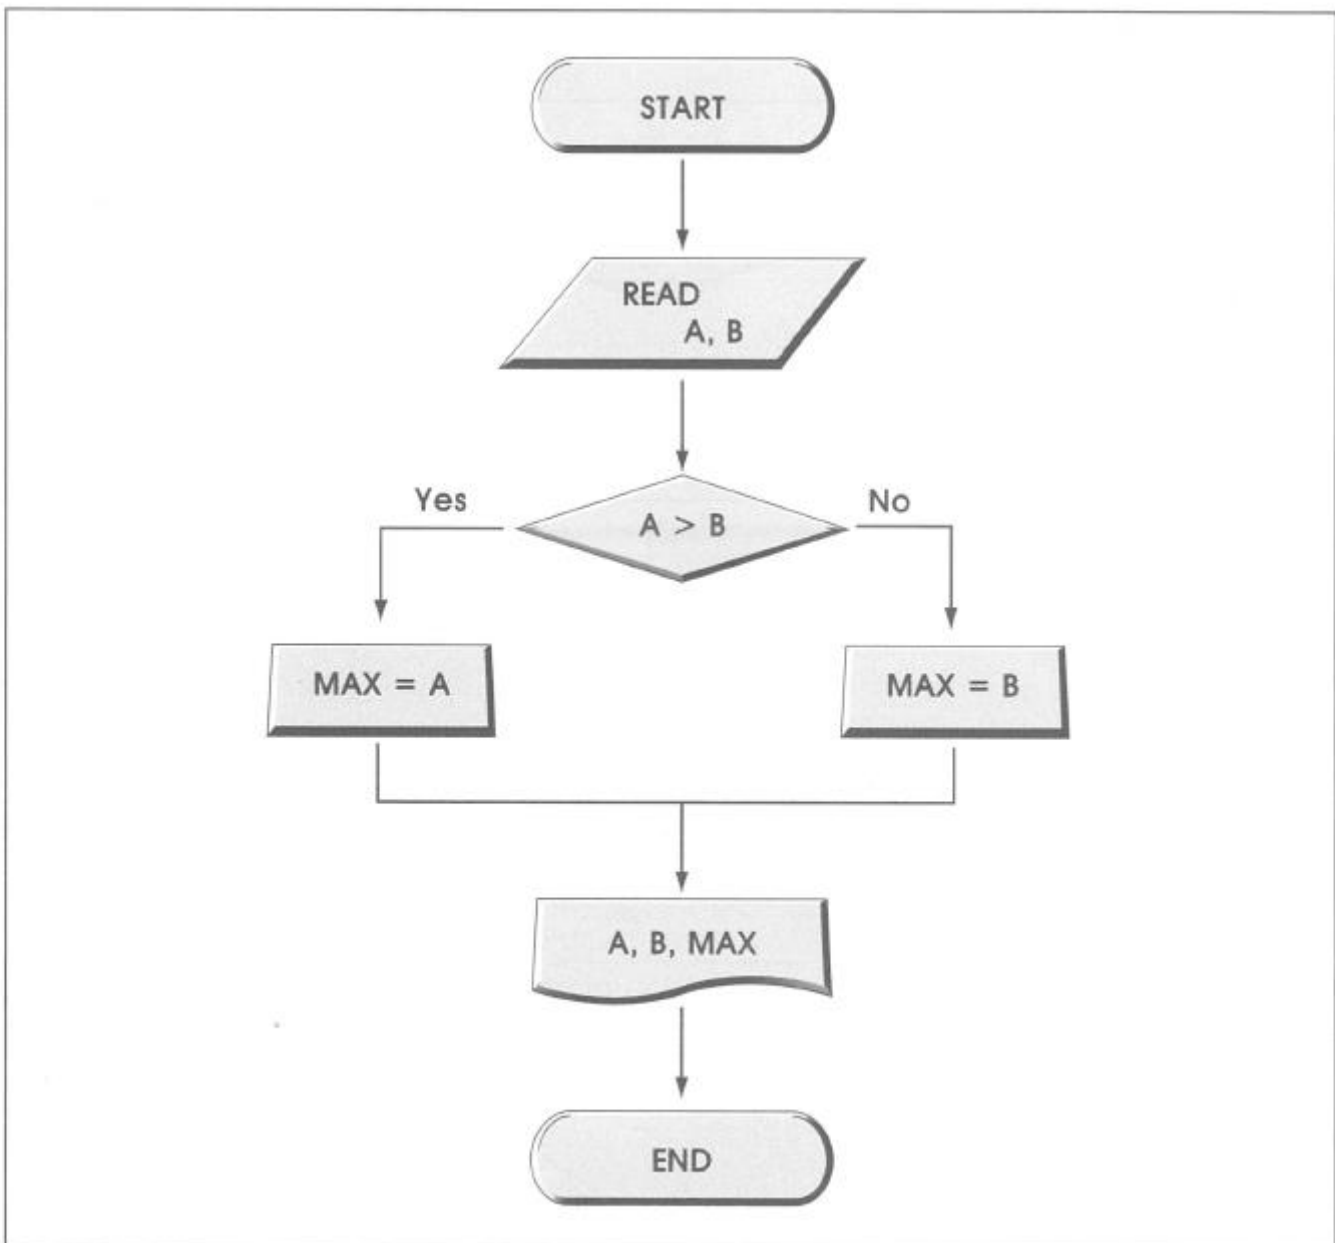 START
READ
A, B
Yes
A > B
No
MAX = A
MAX = B
A, B, MAX
END